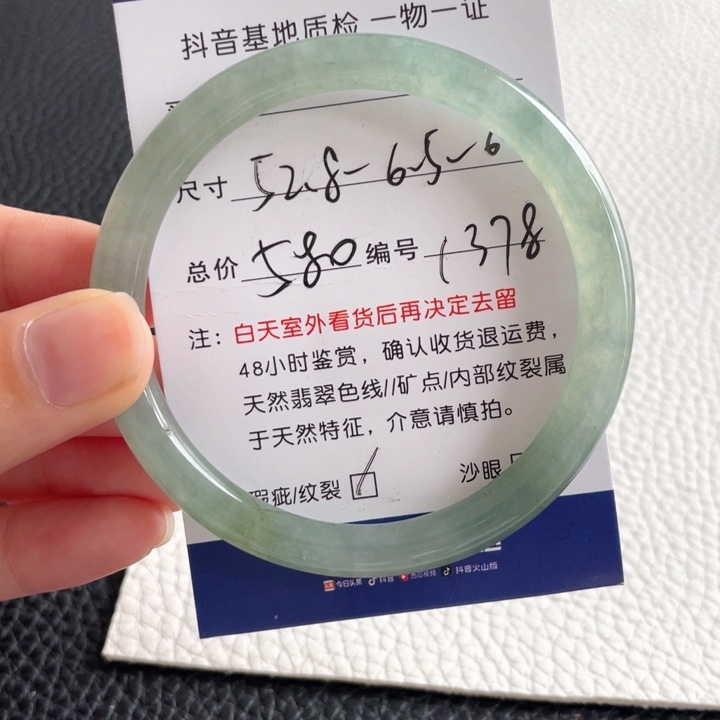 抖音基地质检 一物一证
尺寸 52.8-6.5-6
总价 580 编号 1378
注：白天室外看货后再决定去留
48小时鉴赏，确认收货退运费，
天然翡翠色线//矿点/内部纹裂属
于天然特征，介意请慎拍。
瑕疵/纹裂 沙眼
今日头条 抖音 西瓜视频 抖音火山版